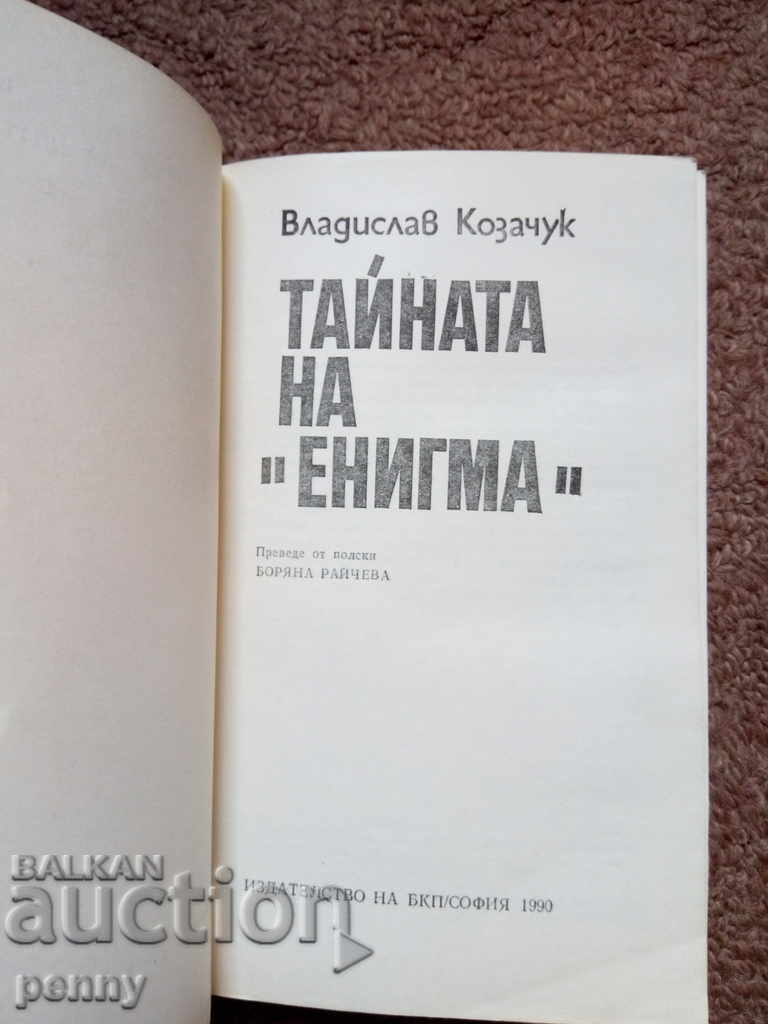 Владислав Козачук
ТАЙНАТА
НА
"ЕНИГМА"
Преведе от полски
БОРЯНА РАЙЧЕВА
ИЗДАТЕЛСТВО НА БКП/СОФИЯ 1990
BALKAN
auction
penny